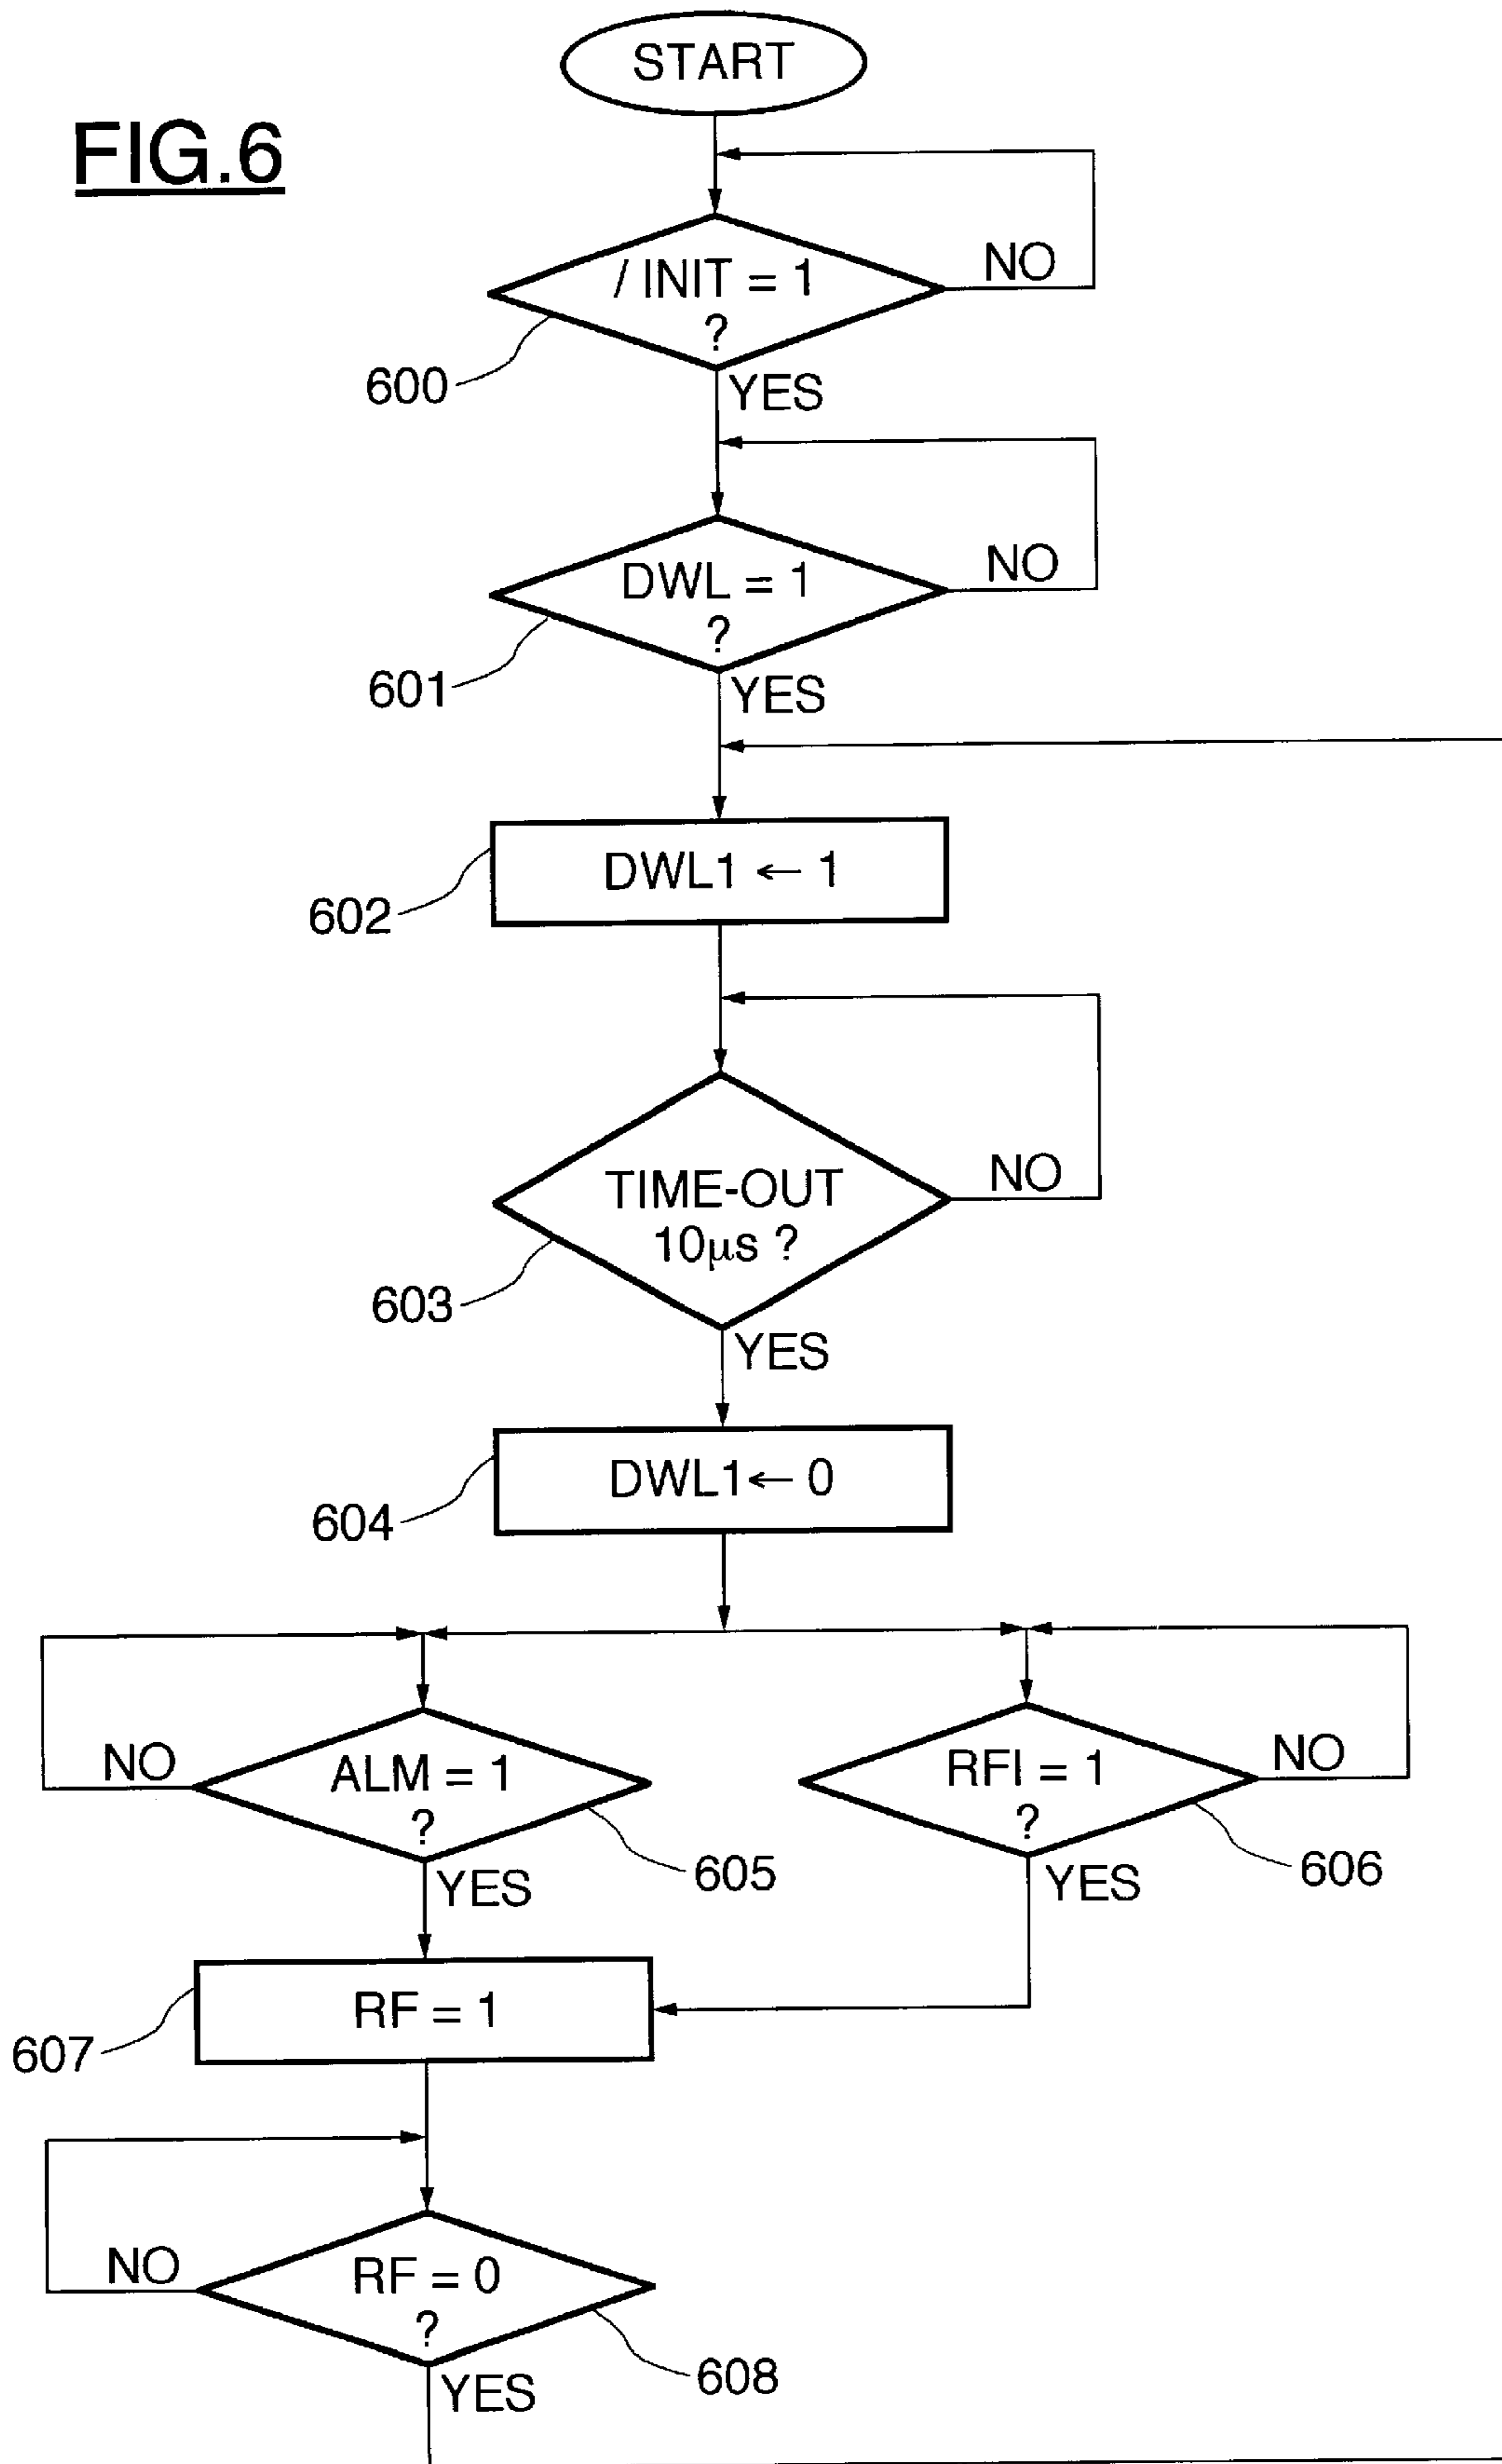 START
FIG.6
/ INIT = 1
?
NO
600
YES
DWL = 1
?
NO
601
YES
DWL1 ← 1
602
TIME-OUT
10μs ?
NO
603
YES
DWL1 ← 0
604
NO
ALM = 1
?
605
YES
RFI = 1
?
NO
606
YES
RF = 1
607
NO
RF = 0
?
608
YES